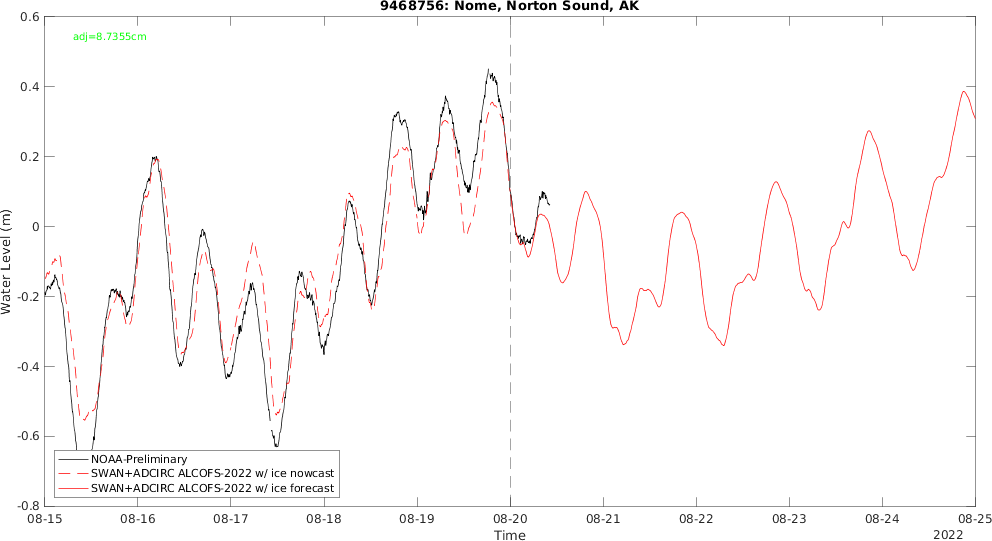 9468756: Nome, Norton Sound, AK
adj=8.7355cm
0.6
0.4
0.2
0
-0.2
-0.4
-0.6
-0.8
Water Level (m)
NOAA-Preliminary
SWAN+ADCIRC ALCOFS-2022 w/ ice nowcast
SWAN+ADCIRC ALCOFS-2022 w/ ice forecast
08-15 08-16 08-17 08-18 08-19 08-20 08-21 08-22 08-23 08-24 08-25
Time
2022